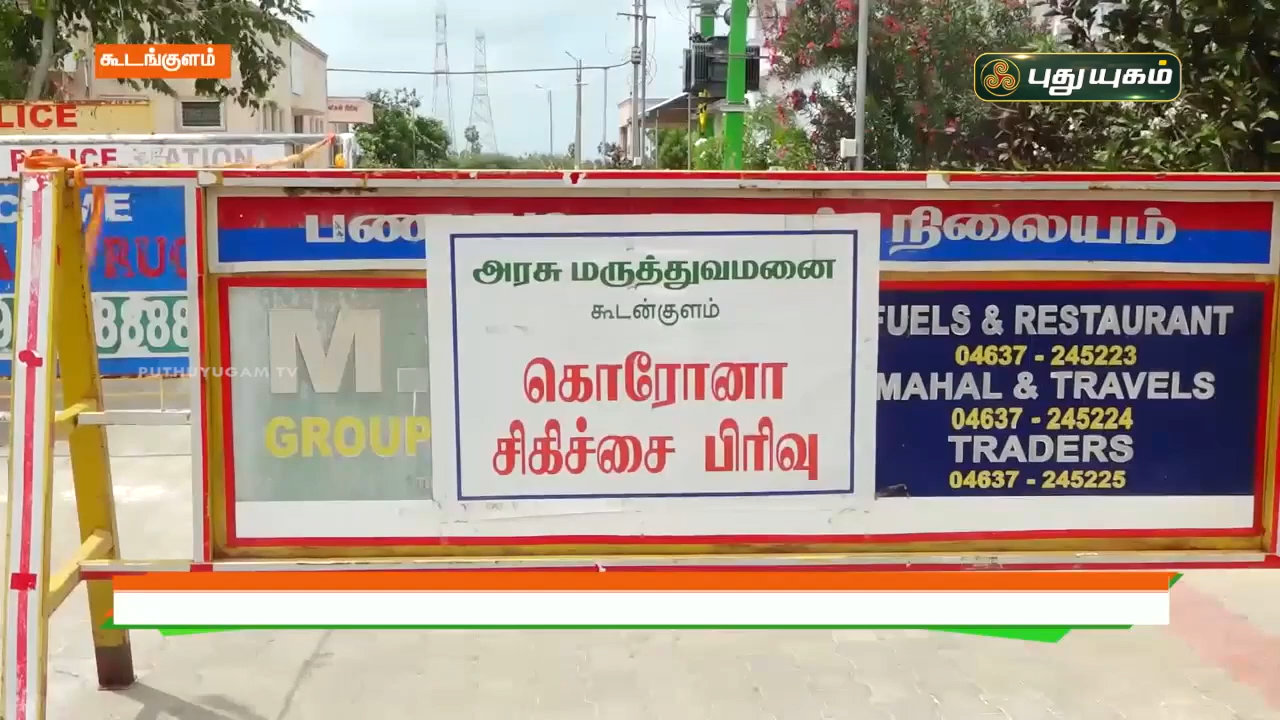 கூடங்குளம்
புதுயுகம்
POLICE STATION
நிலையம்
அரசு மருத்துவமனை
கூடன்குளம்
கொரோனா
சிகிச்சை பிரிவு
M.
GROUP
FUELS & RESTAURANT
04637 - 245223
MAHAL & TRAVELS
04637 - 245224
TRADERS
04637 - 245225
PUTHUYUGAM TV